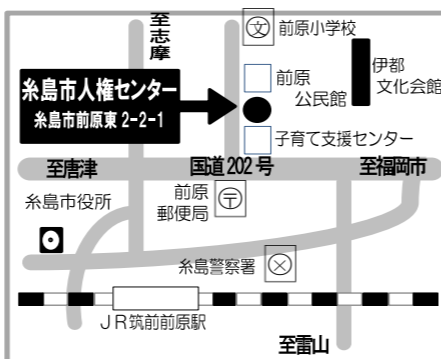 至志摩
文
前原小学校
糸島市人権センター
糸島市前原東 2-2-1
前原
公民館
伊都
文化会館
子育て支援センター
至唐津
国道202号
至福岡市
糸島市役所
前原
郵便局
〒
糸島警察署
ＪＲ筑前前原駅
至雷山